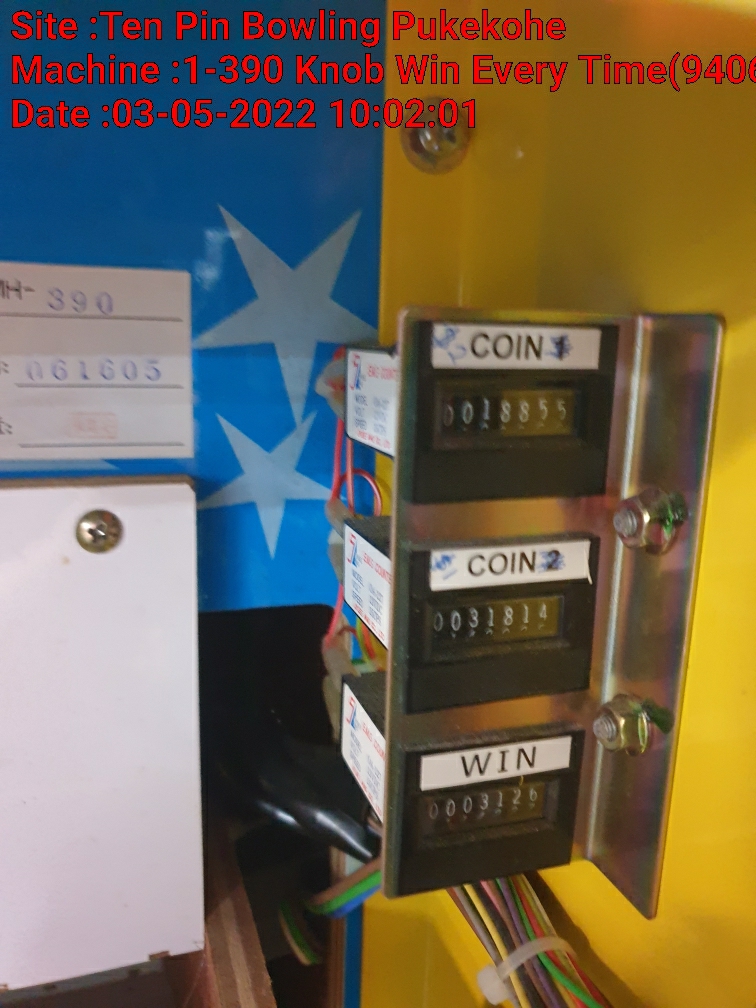 Site :Ten Pin Bowling Pukekohe
Machine :1-390 Knob Win Every Time(9406
Date :03-05-2022 10:02:01
MH- 390
061605
COIN 1
0018855
COIN 2
0031814
WIN
0003126